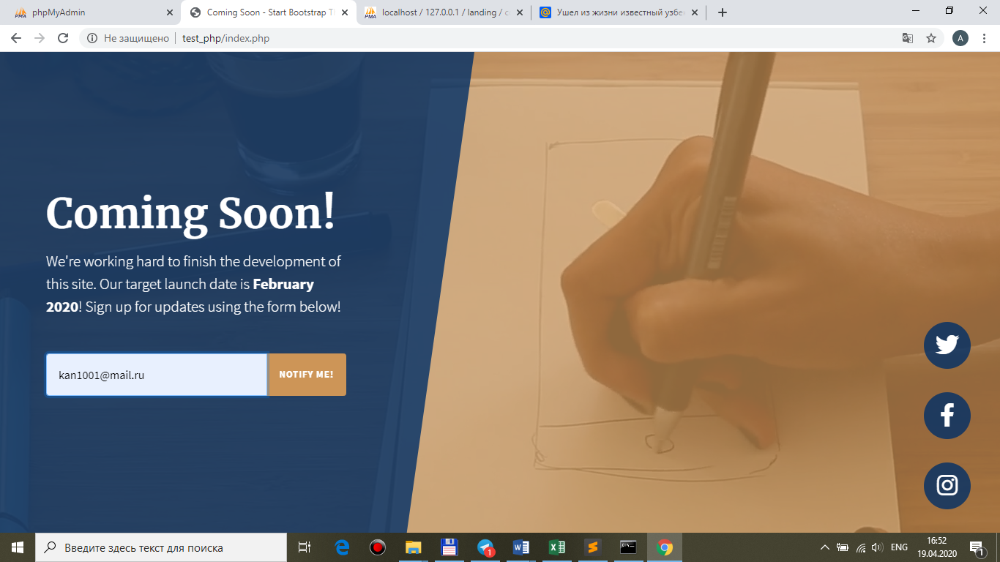 phpMyAdmin
Coming Soon - Start Bootstrap Th
localhost / 127.0.0.1 / landing / c
Ушел из жизни известный узбек
Не защищено
test_php/index.php
A
Coming Soon!
We're working hard to finish the development of
this site. Our target launch date is February
2020! Sign up for updates using the form below!
kan1001@mail.ru
NOTIFY ME!
Введите здесь текст для поиска
1
ENG
16:52
19.04.2020
1